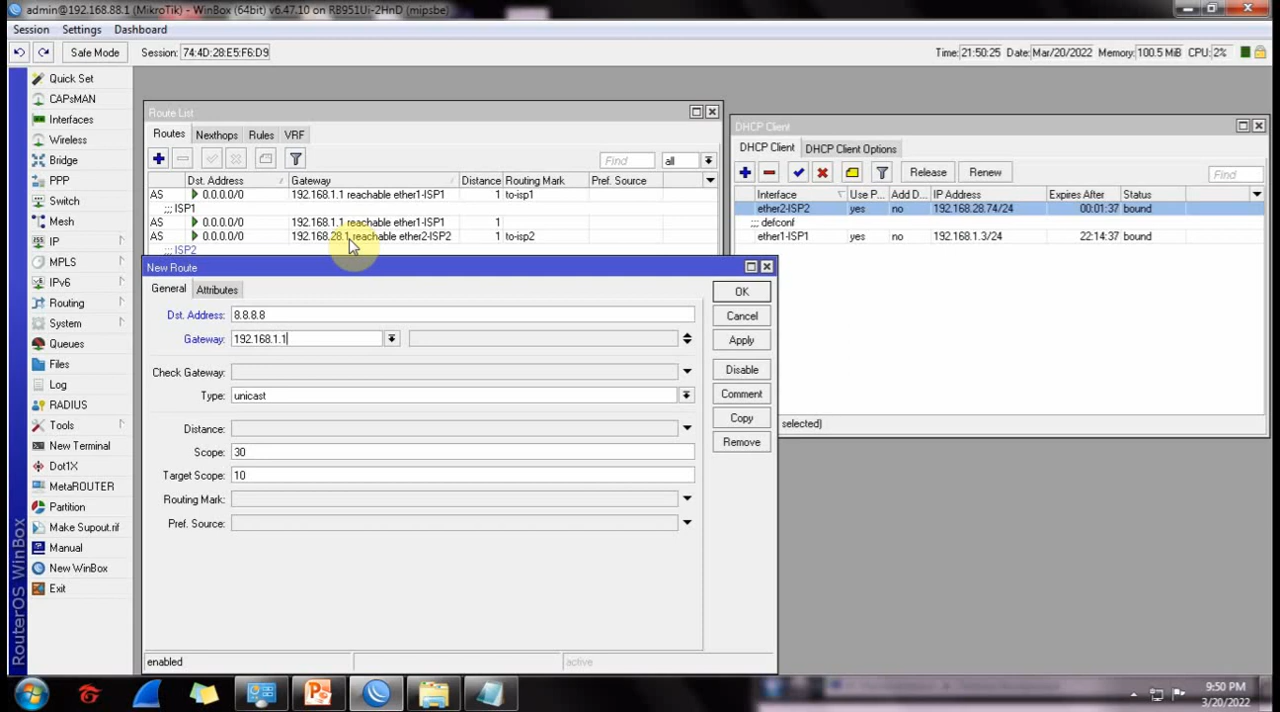 admin@192.168.88.1 (MikroTik) - WinBox (64bit) v6.47.10 on RB951Ui-2HnD (mipsbe)
Session Settings Dashboard
Safe Mode Session: 74:4D:28:E5:F6:D9 Time: 21:50:25 Date: Mar/20/2022 Memory: 100.5 MiB CPU: 2%
RouterOS WinBox
Quick Set
CAPsMAN
Interfaces
Wireless
Bridge
PPP
Switch
Mesh
IP
MPLS
IPv6
Routing
System
Queues
Files
Log
RADIUS
Tools
New Terminal
Dot1X
MetaROUTER
Partition
Make Supout.rif
Manual
New WinBox
Exit
Route List
Routes Nexthops Rules VRF
Find all
Dst. Address Gateway Distance Routing Mark Pref. Source
AS 0.0.0.0/0 192.168.1.1 reachable ether1-ISP1 1 to-isp1
;;; ISP1
AS 0.0.0.0/0 192.168.1.1 reachable ether1-ISP1 1
AS 0.0.0.0/0 192.168.28.1 reachable ether2-ISP2 1 to-isp2
;;; ISP2
DHCP Client
DHCP Client DHCP Client Options
Release Renew Find
Interface Use P... Add D... IP Address Expires After Status
ether2-ISP2 yes no 192.168.28.74/24 00:01:37 bound
;;; defconf
ether1-ISP1 yes no 192.168.1.3/24 22:14:37 bound
selected)
New Route
General Attributes
Dst. Address: 8.8.8.8
Gateway: 192.168.1.1
Check Gateway:
Type: unicast
Distance:
Scope: 30
Target Scope: 10
Routing Mark:
Pref. Source:
OK
Cancel
Apply
Disable
Comment
Copy
Remove
enabled active
9:50 PM
3/20/2022